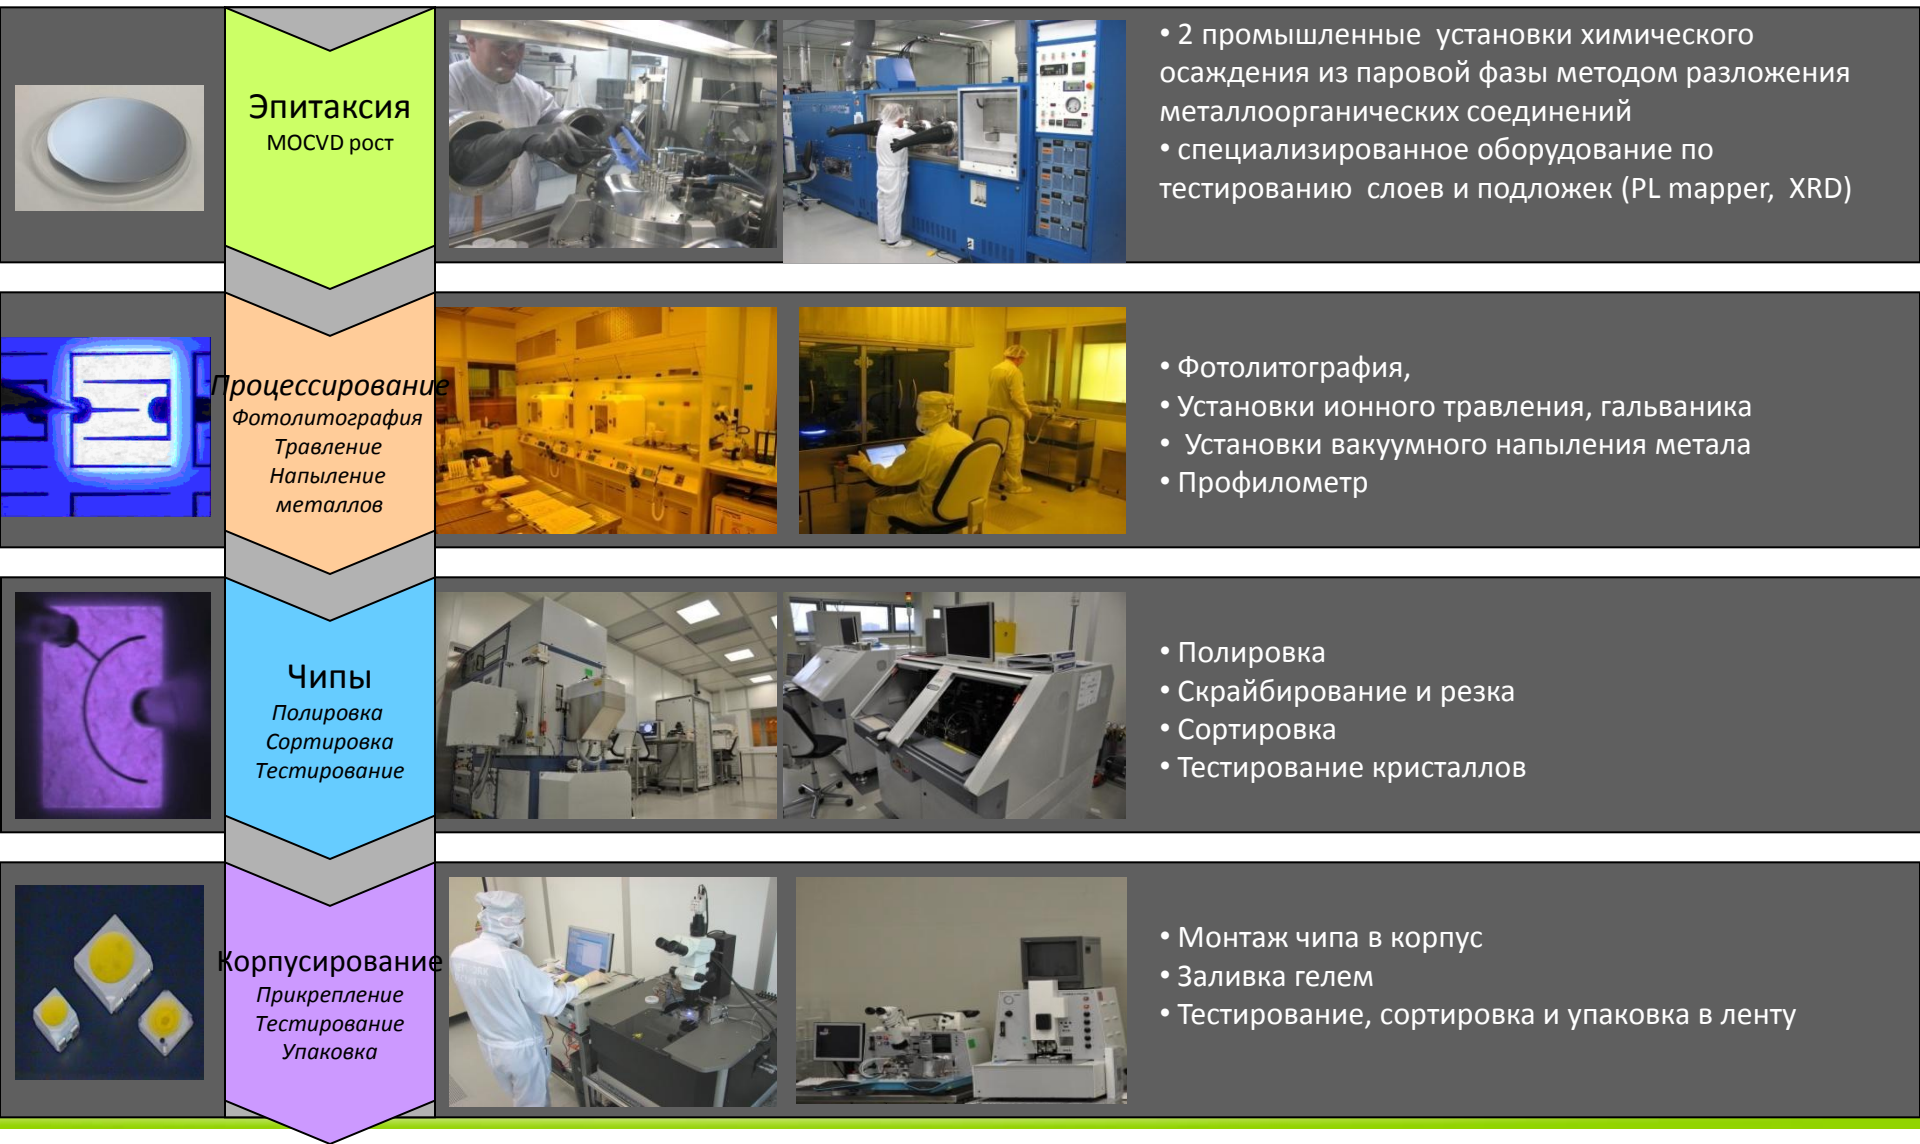 Эпитаксия
MOCVD рост
• 2 промышленные установки химического
осаждения из паровой фазы методом разложения
металлоорганических соединений
• специализированное оборудование по
тестированию слоев и подложек (PL mapper, XRD)
Процессирование
Фотолитография
Травление
Напыление
металлов
• Фотолитография,
• Установки ионного травления, гальваника
• Установки вакуумного напыления метала
• Профилометр
Чипы
Полировка
Сортировка
Тестирование
• Полировка
• Скрайбирование и резка
• Сортировка
• Тестирование кристаллов
Корпусирование
Прикрепление
Тестирование
Упаковка
• Монтаж чипа в корпус
• Заливка гелем
• Тестирование, сортировка и упаковка в ленту